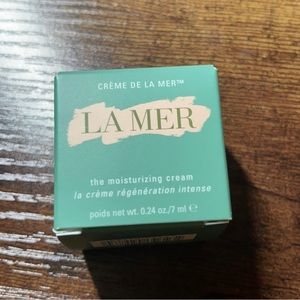 CRÈME DE LA MER™
LA MER
the moisturizing cream
la crème régénération intense
poids net wt. 0.24 oz./7 ml ℮